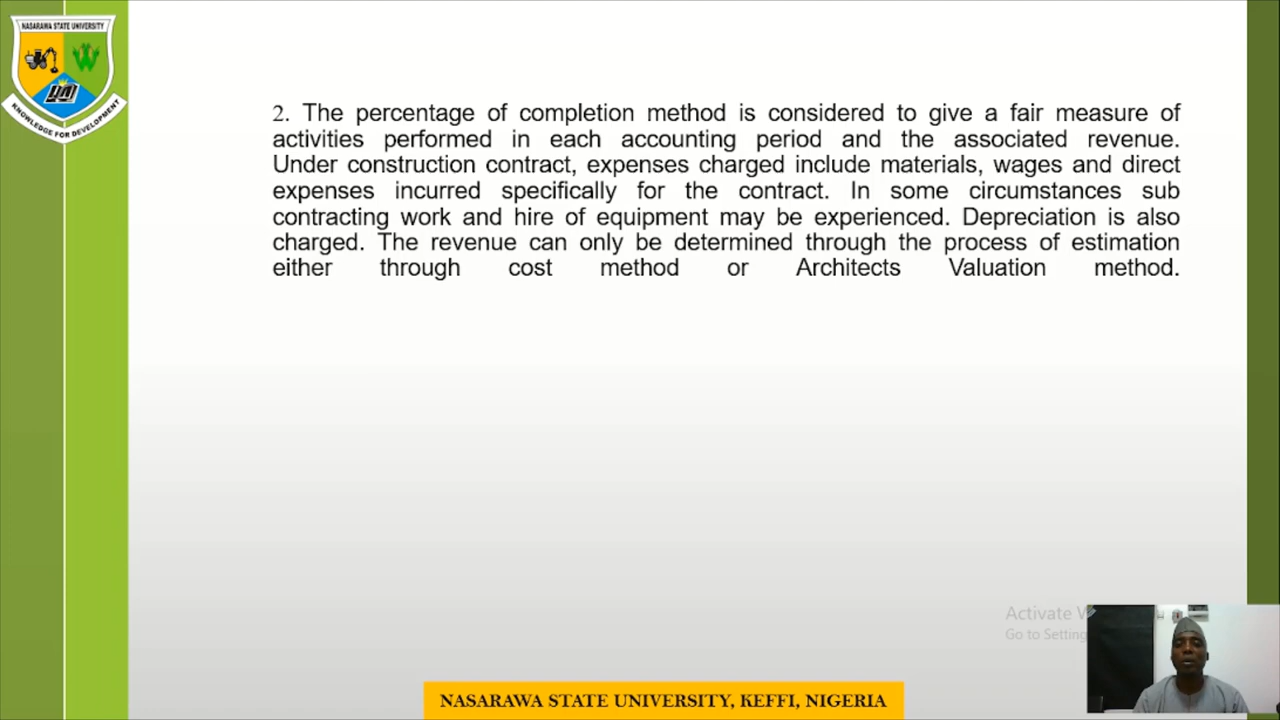 NASARAWA STATE UNIVERSITY
KNOWLEDGE FOR DEVELOPMENT
2. The percentage of completion method is considered to give a fair measure of
activities performed in each accounting period and the associated revenue.
Under construction contract, expenses charged include materials, wages and direct
expenses incurred specifically for the contract. In some circumstances sub
contracting work and hire of equipment may be experienced. Depreciation is also
charged. The revenue can only be determined through the process of estimation
either through cost method or Architects Valuation method.
Activate
Go to Setting
NASARAWA STATE UNIVERSITY, KEFFI, NIGERIA